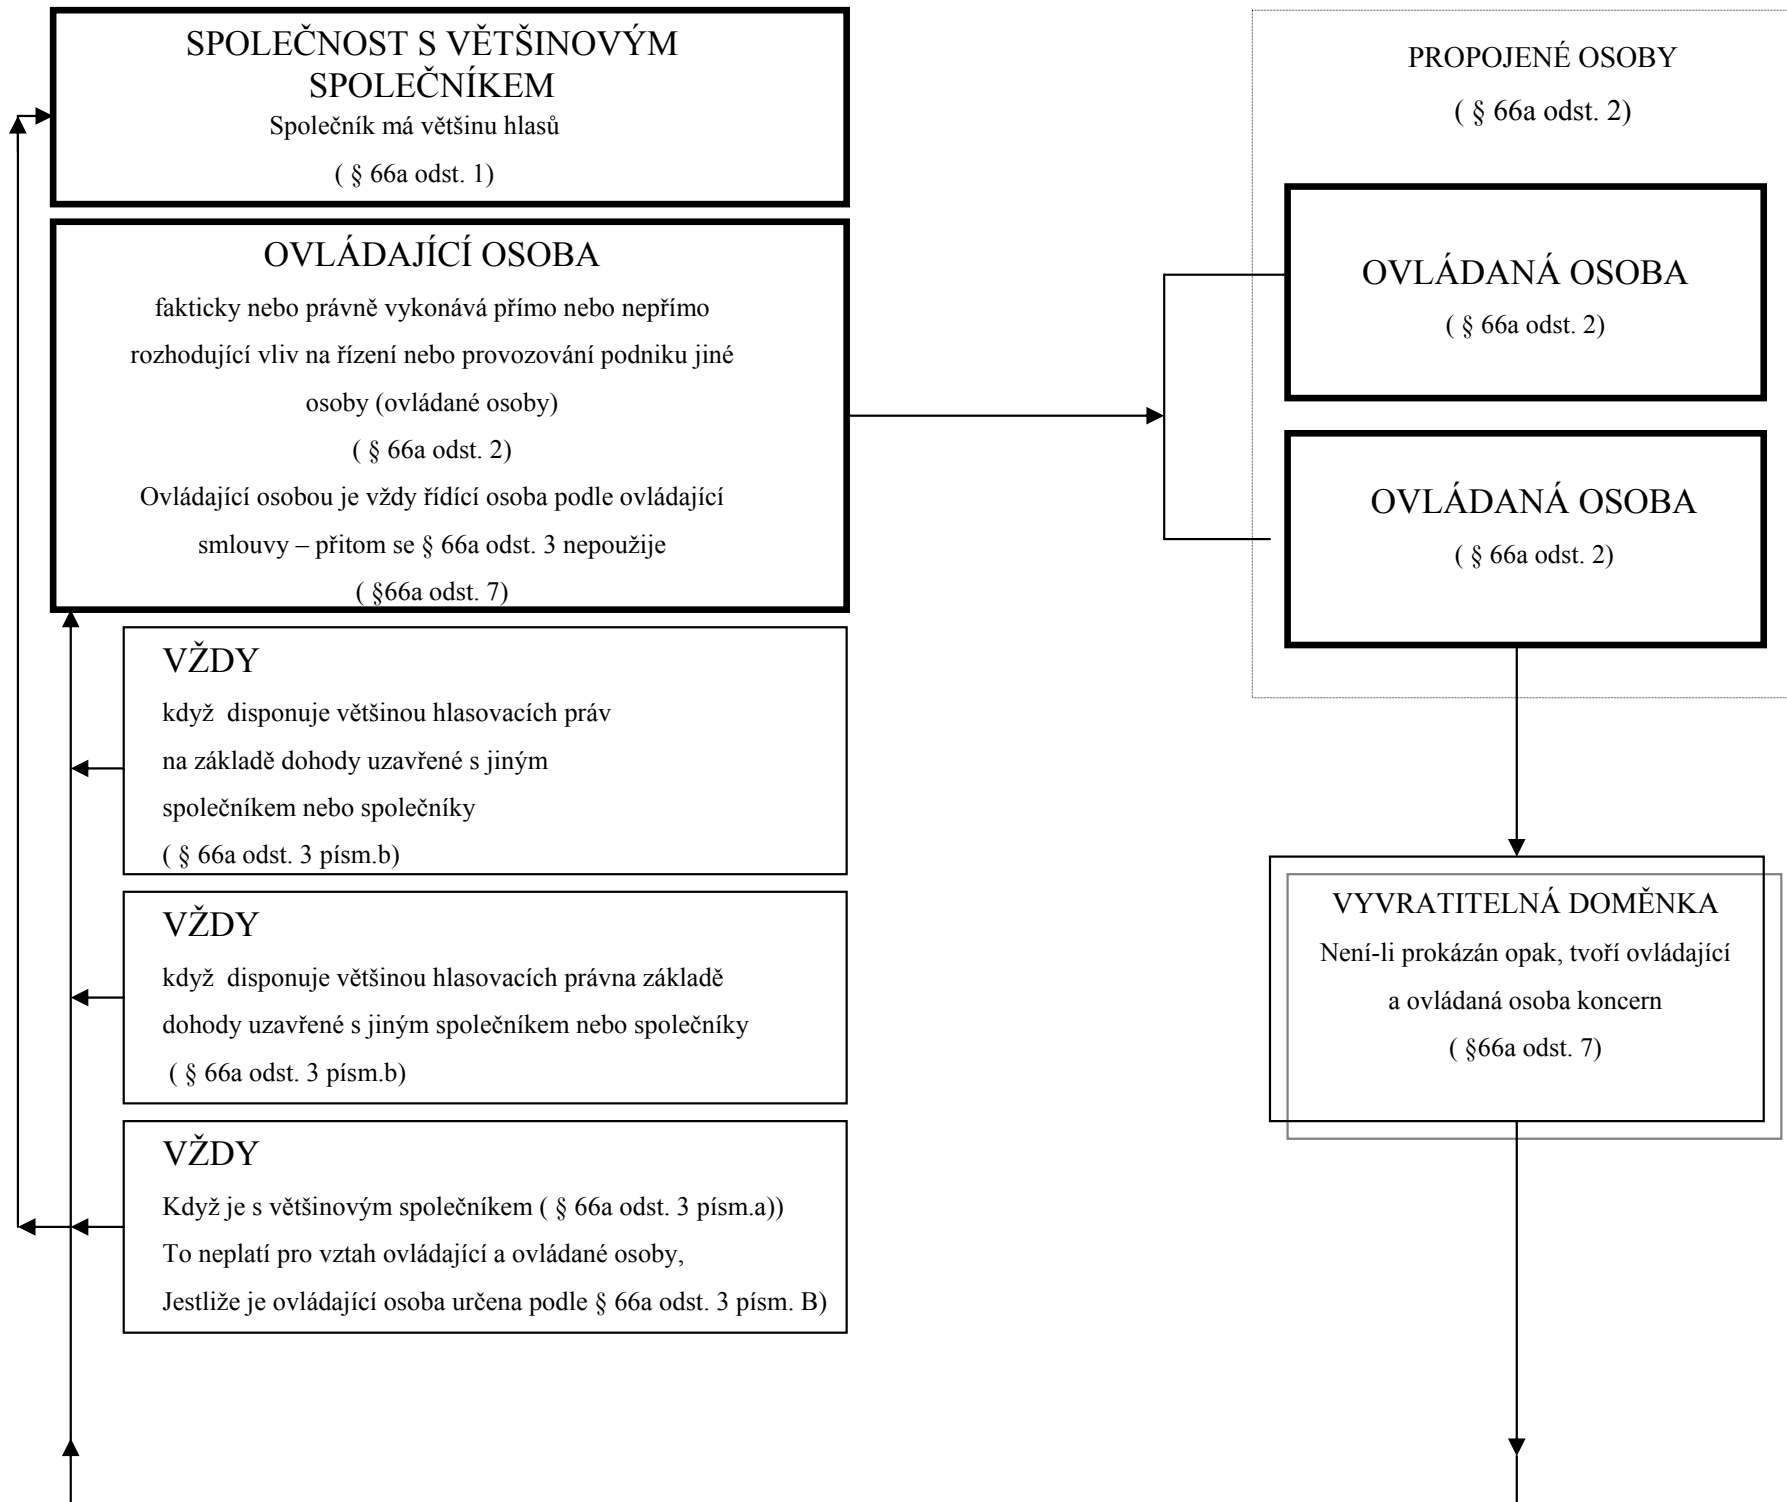 SPOLEČNOST S VĚTŠINOVÝM
SPOLEČNÍKEM
Společník má většinu hlasů
( § 66a odst. 1)
OVLÁDAJÍCÍ OSOBA
fakticky nebo právně vykonává přímo nebo nepřímo
rozhodující vliv na řízení nebo provozování podniku jiné
osoby (ovládané osoby)
( § 66a odst. 2)
Ovládající osobou je vždy řídící osoba podle ovládající
smlouvy – přitom se § 66a odst. 3 nepoužije
( §66a odst. 7)
VŽDY
když  disponuje většinou hlasovacích práv
na základě dohody uzavřené s jiným
společníkem nebo společníky
( § 66a odst. 3 písm.b)
VŽDY
když  disponuje většinou hlasovacích právna základě
dohody uzavřené s jiným společníkem nebo společníky
( § 66a odst. 3 písm.b)
VŽDY
Když je s většinovým společníkem ( § 66a odst. 3 písm.a))
To neplatí pro vztah ovládající a ovládané osoby,
Jestliže je ovládající osoba určena podle § 66a odst. 3 písm. B)
PROPOJENÉ OSOBY
( § 66a odst. 2)
OVLÁDANÁ OSOBA
( § 66a odst. 2)
OVLÁDANÁ OSOBA
( § 66a odst. 2)
VYVRATITELNÁ DOMĚNKA
Není-li prokázán opak, tvoří ovládající
a ovládaná osoba koncern
( §66a odst. 7)